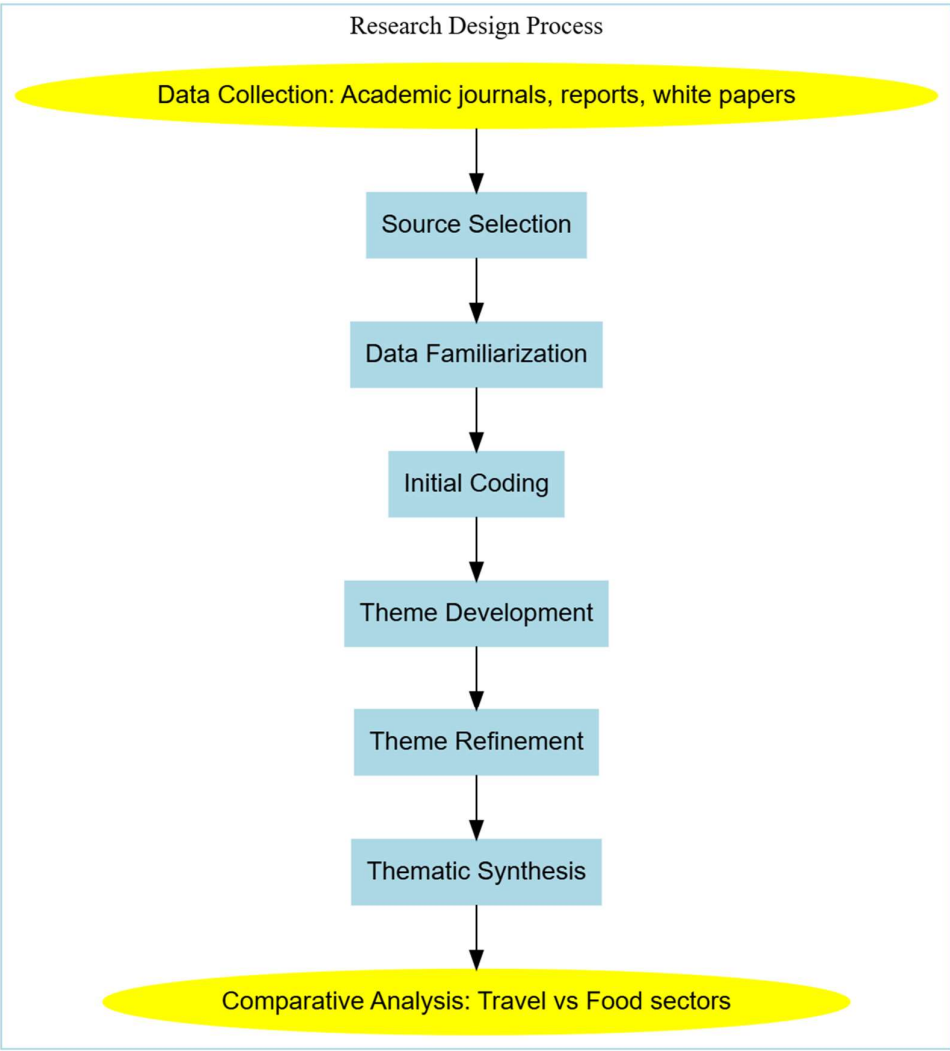 Research Design Process
Data Collection: Academic journals, reports, white papers
Source Selection
Data Familiarization
Initial Coding
Theme Development
Theme Refinement
Thematic Synthesis
Comparative Analysis: Travel vs Food sectors